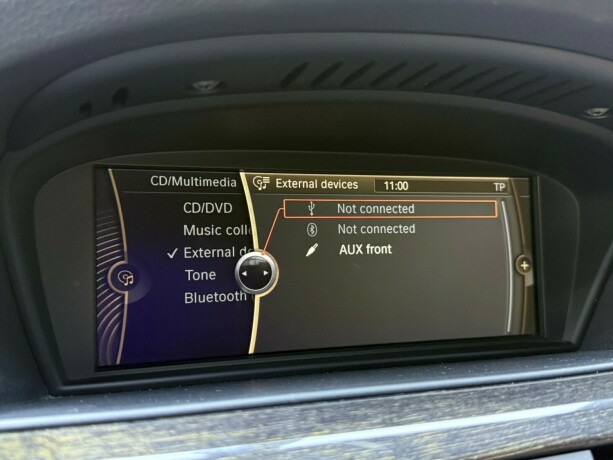 CD/Multimedia
External devices
11:00
TP
CD/DVD
Music coll
External de
Tone
Bluetooth
Not connected
Not connected
AUX front